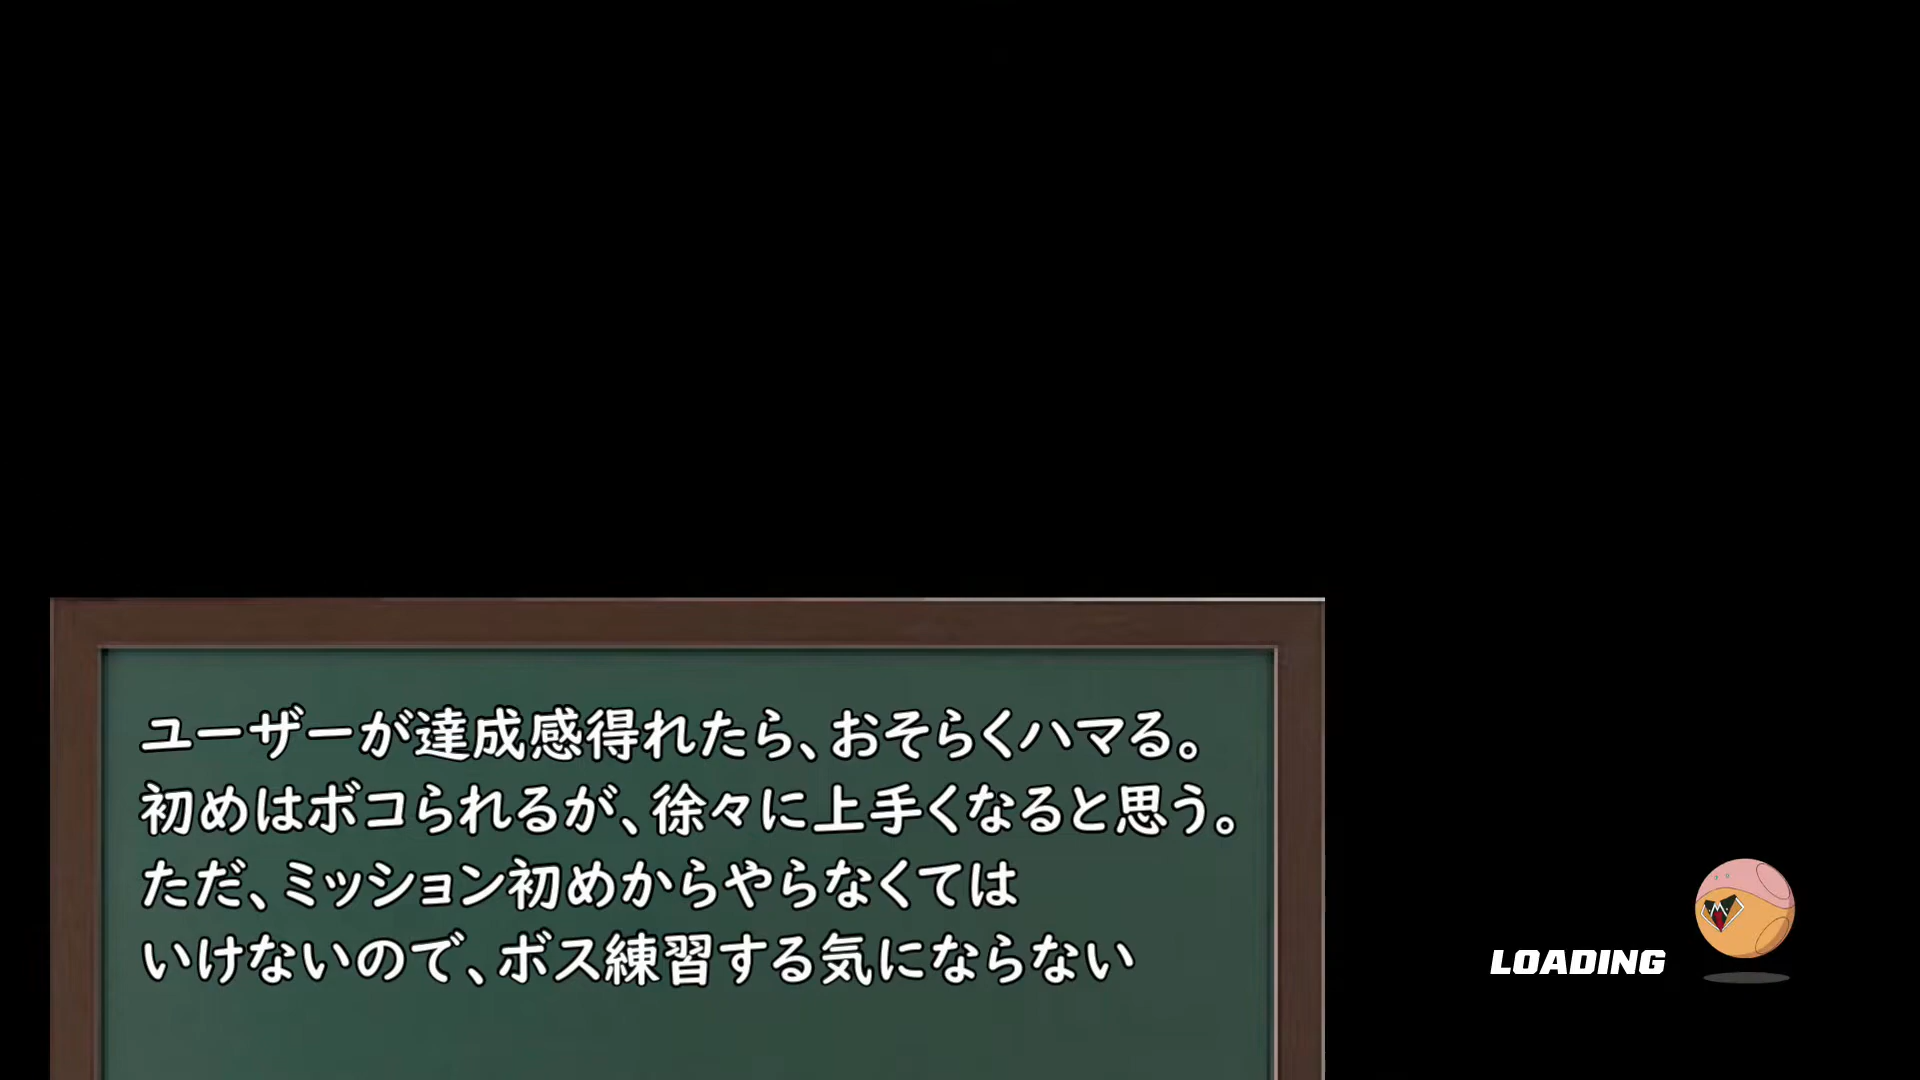 ユーザーが達成感得れたら、おそらくハマる。
初めはボコられるが、徐々に上手くなると思う。
ただ、ミッション初めからやらなくては
いけないので、ボス練習する気にならない
LOADING